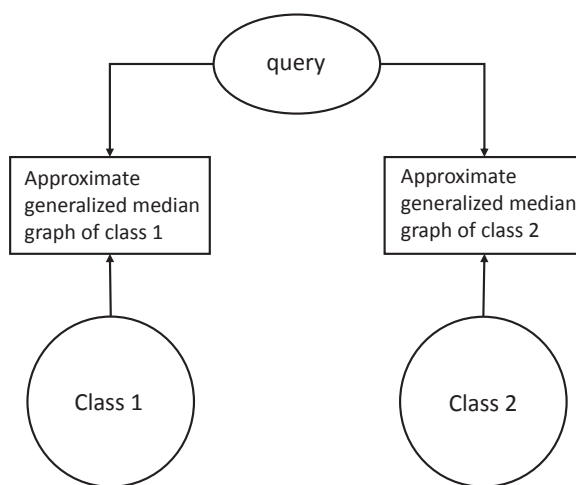 query
Approximate
generalized median
graph of class 1
Approximate
generalized median
graph of class 2
Class 1
Class 2